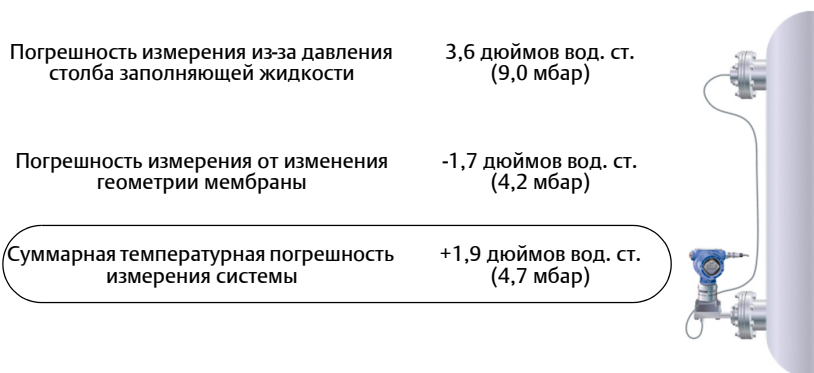 Погрешность измерения из-за давления
столба заполняющей жидкости
3,6 дюймов вод. ст.
(9,0 мбар)
Погрешность измерения от изменения
геометрии мембраны
-1,7 дюймов вод. ст.
(4,2 мбар)
Суммарная температурная погрешность
измерения системы
+1,9 дюймов вод. ст.
(4,7 мбар)